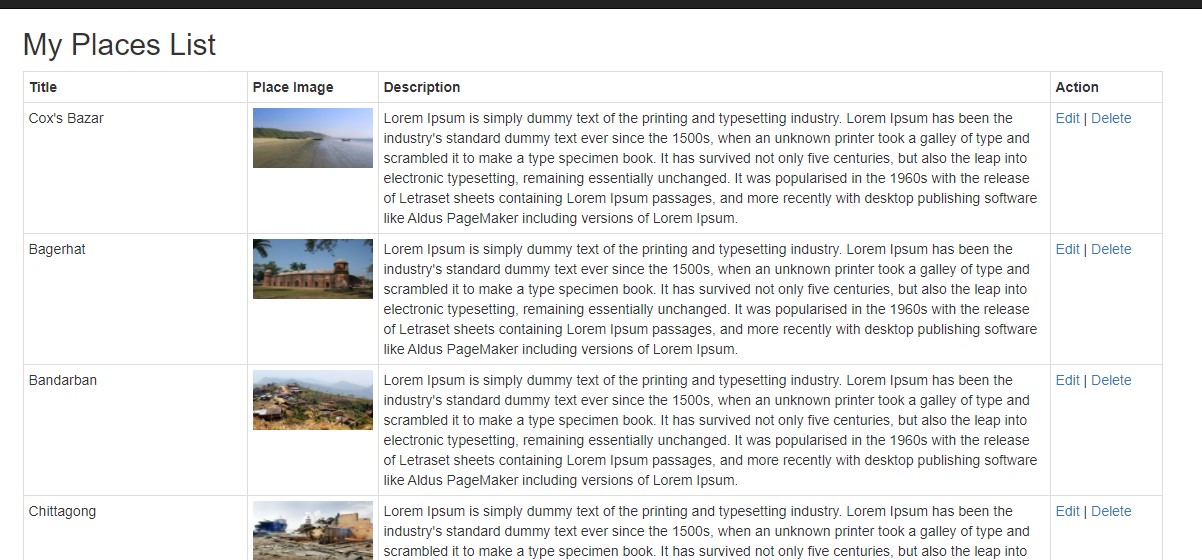 My Places List
Title Place Image Description Action
Cox's Bazar
Lorem Ipsum is simply dummy text of the printing and typesetting industry. Lorem Ipsum has been the
industry's standard dummy text ever since the 1500s, when an unknown printer took a galley of type and
scrambled it to make a type specimen book. It has survived not only five centuries, but also the leap into
electronic typesetting, remaining essentially unchanged. It was popularised in the 1960s with the release
of Letraset sheets containing Lorem Ipsum passages, and more recently with desktop publishing software
like Aldus PageMaker including versions of Lorem Ipsum.
Edit | Delete
Bagerhat
Lorem Ipsum is simply dummy text of the printing and typesetting industry. Lorem Ipsum has been the
industry's standard dummy text ever since the 1500s, when an unknown printer took a galley of type and
scrambled it to make a type specimen book. It has survived not only five centuries, but also the leap into
electronic typesetting, remaining essentially unchanged. It was popularised in the 1960s with the release
of Letraset sheets containing Lorem Ipsum passages, and more recently with desktop publishing software
like Aldus PageMaker including versions of Lorem Ipsum.
Edit | Delete
Bandarban
Lorem Ipsum is simply dummy text of the printing and typesetting industry. Lorem Ipsum has been the
industry's standard dummy text ever since the 1500s, when an unknown printer took a galley of type and
scrambled it to make a type specimen book. It has survived not only five centuries, but also the leap into
electronic typesetting, remaining essentially unchanged. It was popularised in the 1960s with the release
of Letraset sheets containing Lorem Ipsum passages, and more recently with desktop publishing software
like Aldus PageMaker including versions of Lorem Ipsum.
Edit | Delete
Chittagong
Lorem Ipsum is simply dummy text of the printing and typesetting industry. Lorem Ipsum has been the
industry's standard dummy text ever since the 1500s, when an unknown printer took a galley of type and
scrambled it to make a type specimen book. It has survived not only five centuries, but also the leap into
Edit | Delete